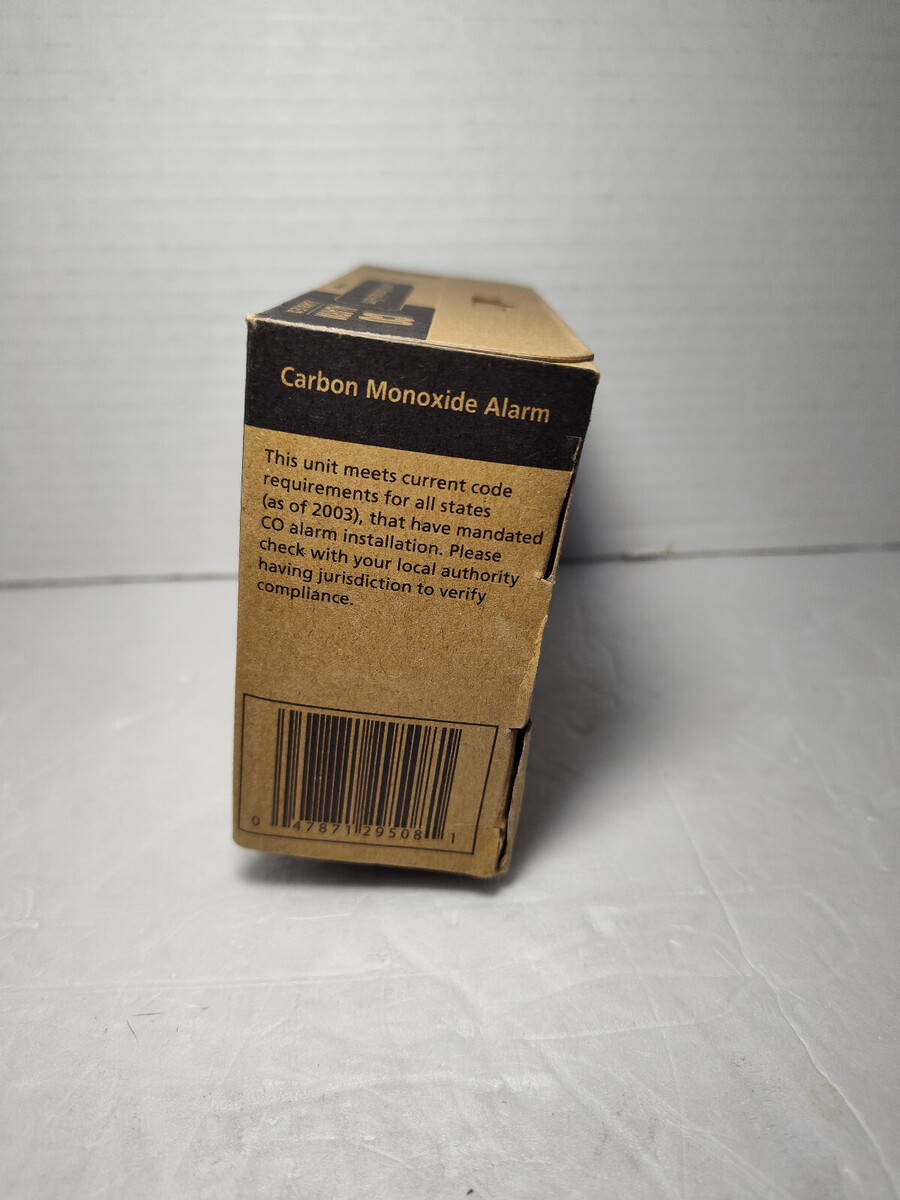 Carbon Monoxide Alarm
This unit meets current code
requirements for all states
(as of 2003), that have mandated
CO alarm installation. Please
check with your local authority
having jurisdiction to verify
compliance.
0 47871 29508 1